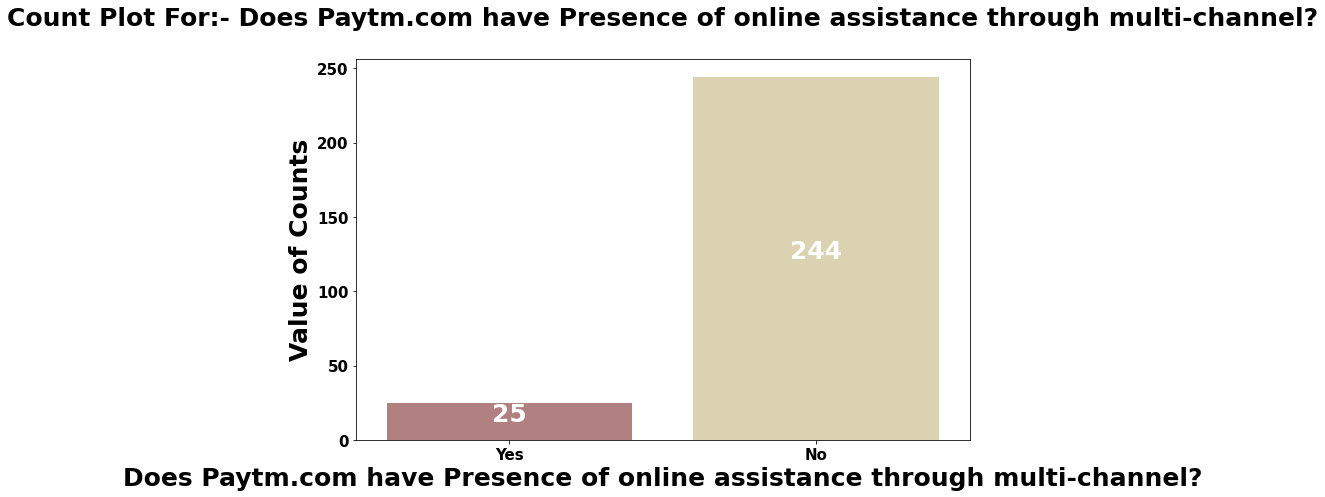 Count Plot For:- Does Paytm.com have Presence of online assistance through multi-channel?
250
200
150
100
50
0
Value of Counts
244
25
Yes
No
Does Paytm.com have Presence of online assistance through multi-channel?